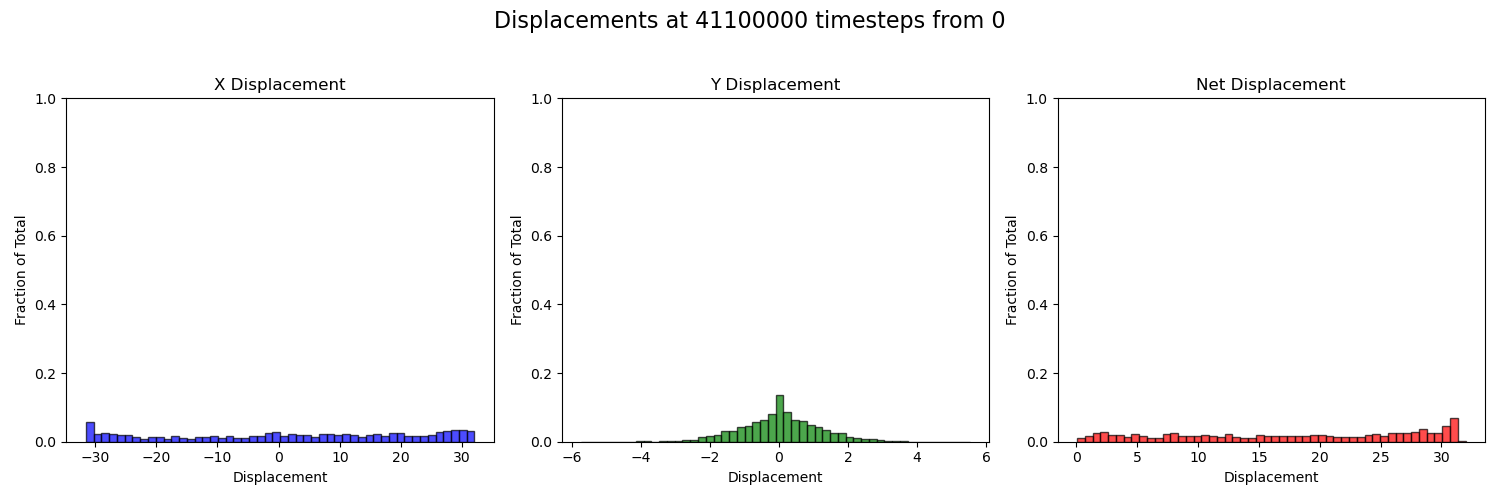 Displacements at 41100000 timesteps from 0
X Displacement
Fraction of Total
1.0
0.8
0.6
0.4
0.2
0.0
−30 −20 −10 0 10 20 30
Displacement
Y Displacement
Fraction of Total
1.0
0.8
0.6
0.4
0.2
0.0
−6 −4 −2 0 2 4 6
Displacement
Net Displacement
Fraction of Total
1.0
0.8
0.6
0.4
0.2
0.0
0 5 10 15 20 25 30
Displacement